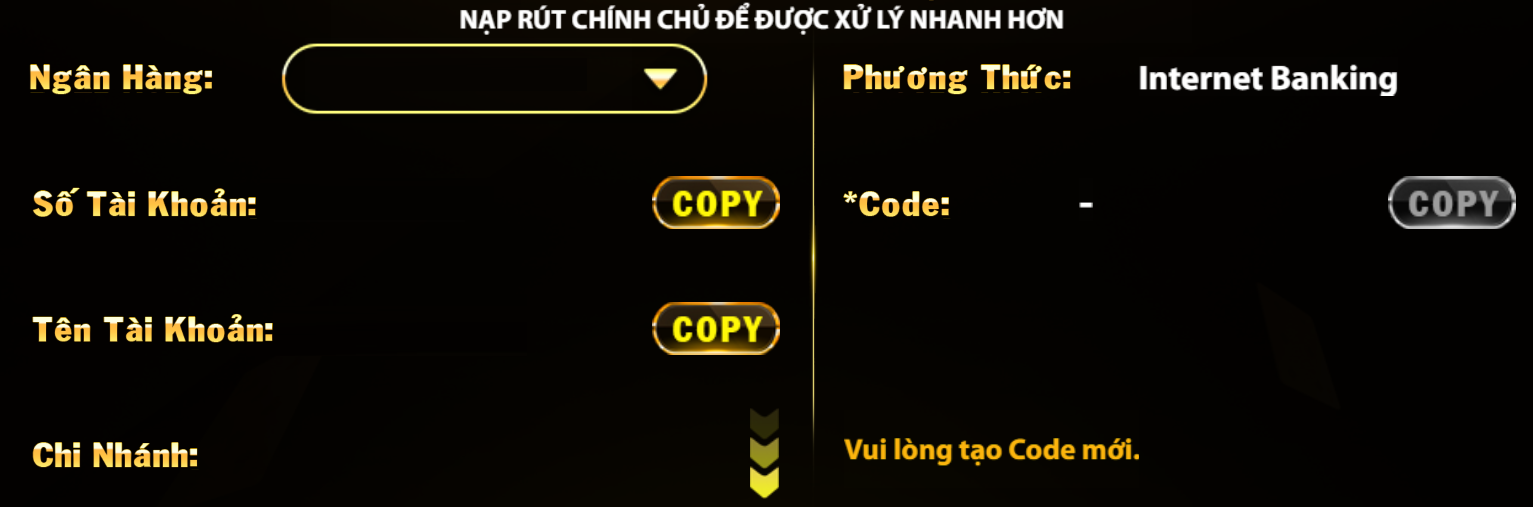 NẠP RÚT CHÍNH CHỦ ĐỂ ĐƯỢC XỬ LÝ NHANH HƠN
Ngân Hàng:
Phương Thức: Internet Banking
Số Tài Khoản: COPY
*Code: - COPY
Tên Tài Khoản: COPY
Chi Nhánh:
Vui lòng tạo Code mới.